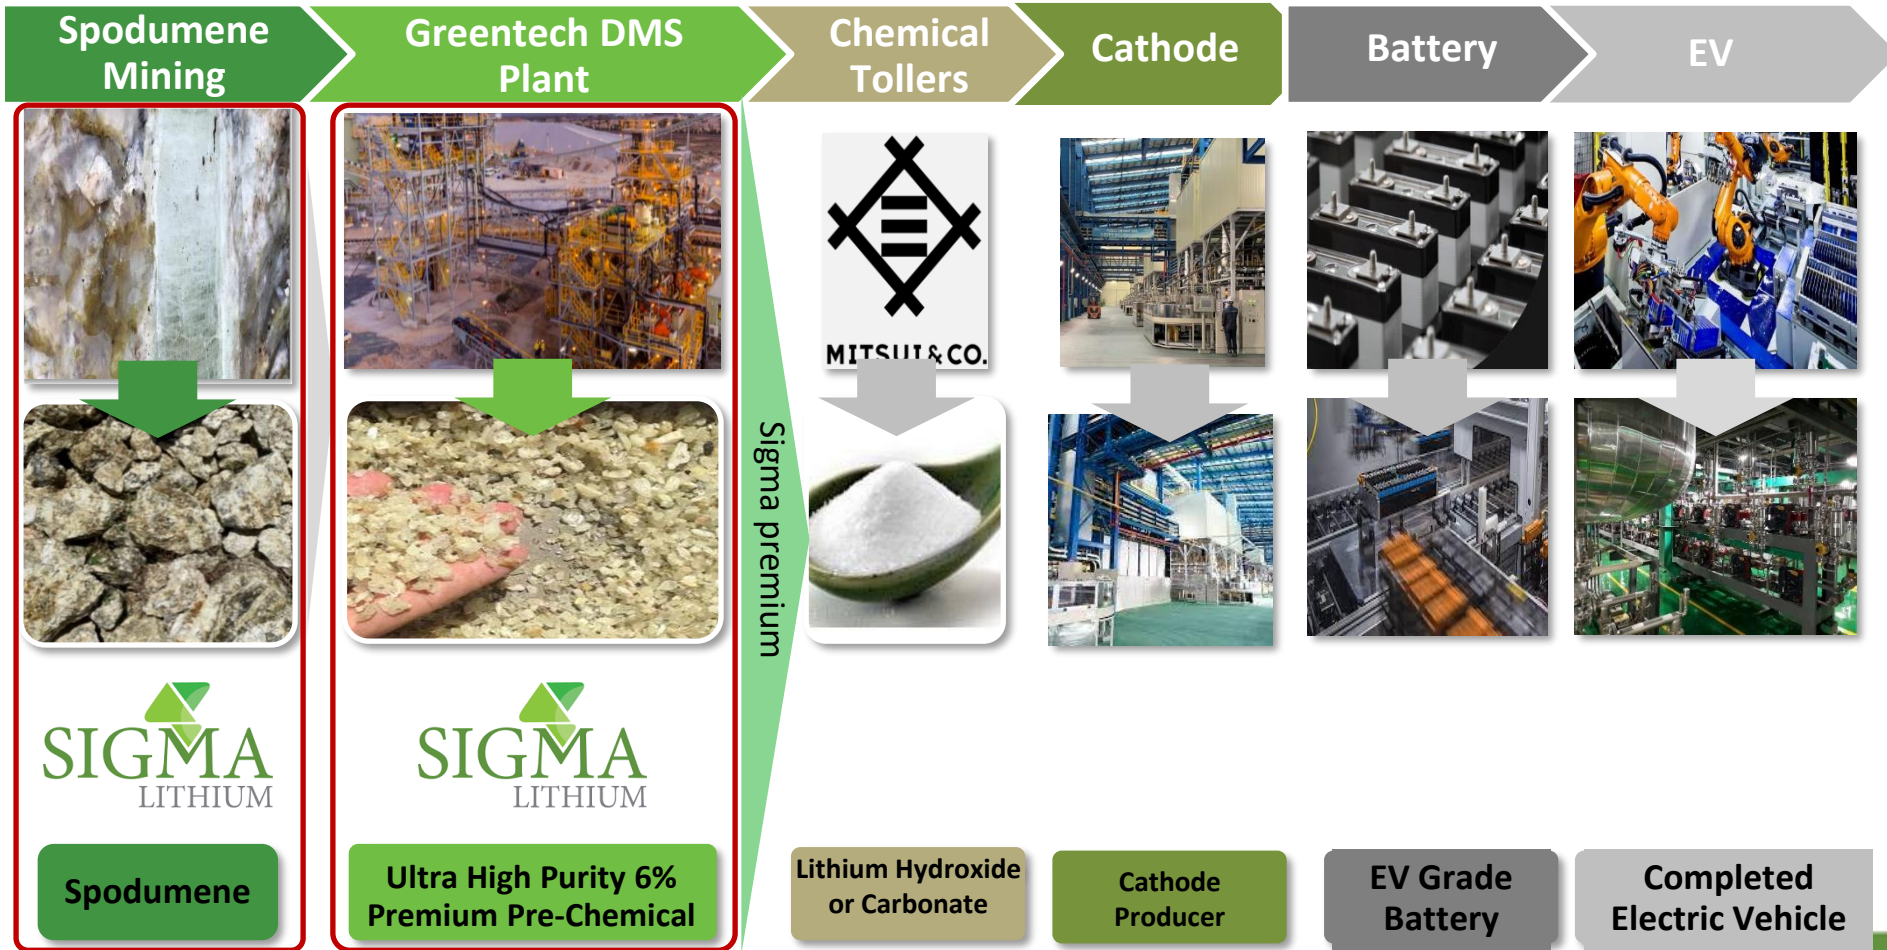 Spodumene
Mining
Greentech DMS
Plant
Chemical
Tollers
Cathode
Battery
EV
MITSUI & CO.
Sigma premium
SIGMA
LITHIUM
SIGMA
LITHIUM
Spodumene
Ultra High Purity 6%
Premium Pre-Chemical
Lithium Hydroxide
or Carbonate
Cathode
Producer
EV Grade
Battery
Completed
Electric Vehicle